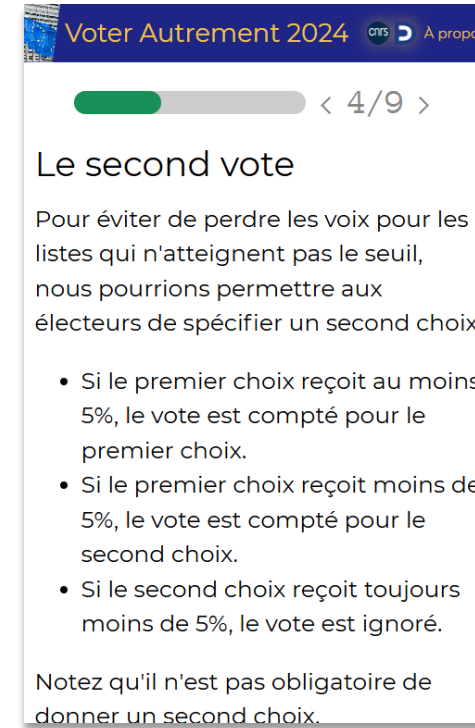 Voter Autrement 2024 cnrs À propo
< 4/9 >
Le second vote
Pour éviter de perdre les voix pour les
listes qui n'atteignent pas le seuil,
nous pourrions permettre aux
électeurs de spécifier un second choix
• Si le premier choix reçoit au moins
5%, le vote est compté pour le
premier choix.
• Si le premier choix reçoit moins de
5%, le vote est compté pour le
second choix.
• Si le second choix reçoit toujours
moins de 5%, le vote est ignoré.
Notez qu'il n'est pas obligatoire de
donner un second choix.